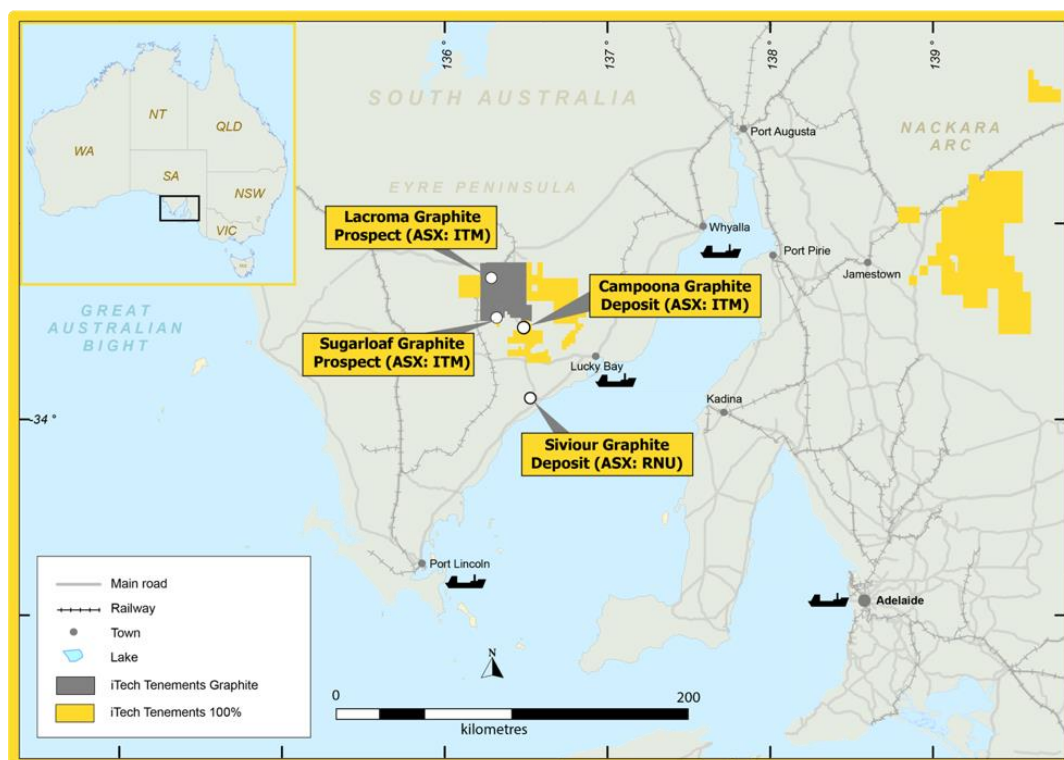 136 °
137 °
138 °
139 °
NT
QLD
WA
SA
NSW
VIC
SOUTH AUSTRALIA
Port Augusta
NACKARA
ARC
EYRE PENINSULA
Lacroma Graphite
Prospect (ASX: ITM)
Whyalla
Port Pirie
Jamestown
Campoona Graphite
Deposit (ASX: ITM)
GREAT
AUSTRALIAN
BIGHT
Sugarloaf Graphite
Prospect (ASX: ITM)
Lucky Bay
Kadina
-34 °
Siviour Graphite
Deposit (ASX: RNU)
Port Lincoln
Adelaide
Main road
Railway
Town
Lake
iTech Tenements Graphite
iTech Tenements 100%
N
0
200
kilometres